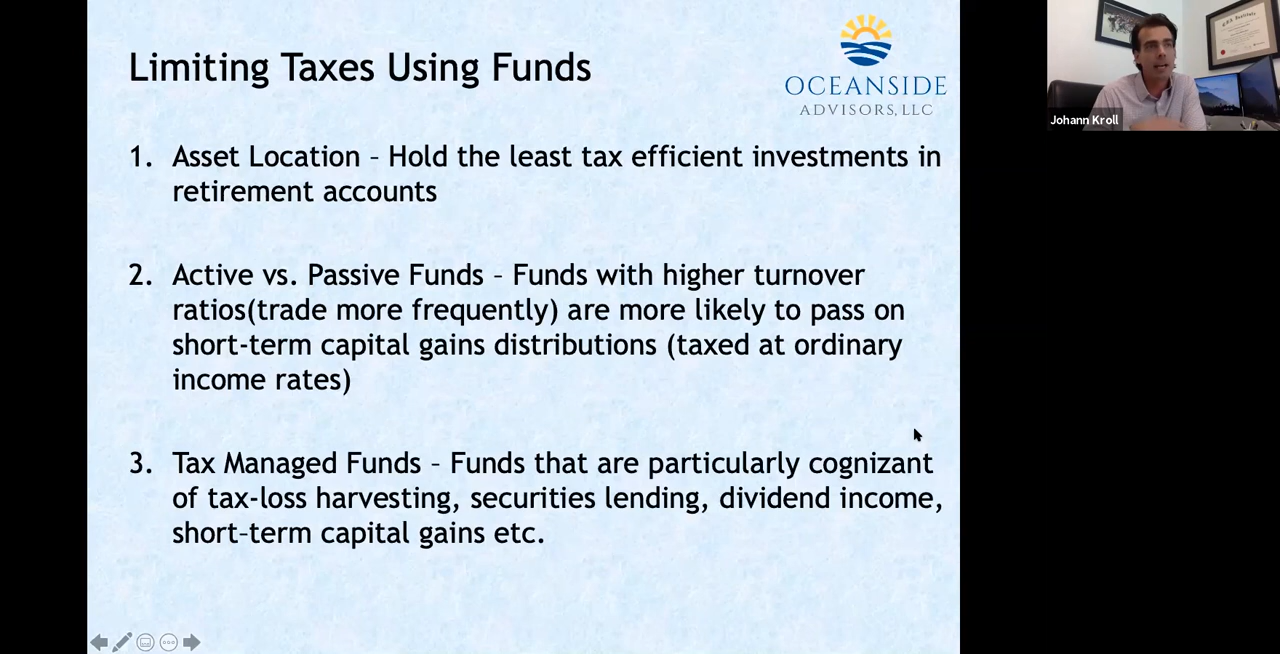 Limiting Taxes Using Funds
OCEANSIDE
ADVISORS, LLC
1. Asset Location – Hold the least tax efficient investments in
retirement accounts
2. Active vs. Passive Funds – Funds with higher turnover
ratios(trade more frequently) are more likely to pass on
short-term capital gains distributions (taxed at ordinary
income rates)
3. Tax Managed Funds – Funds that are particularly cognizant
of tax-loss harvesting, securities lending, dividend income,
short-term capital gains etc.
Johann Kroll